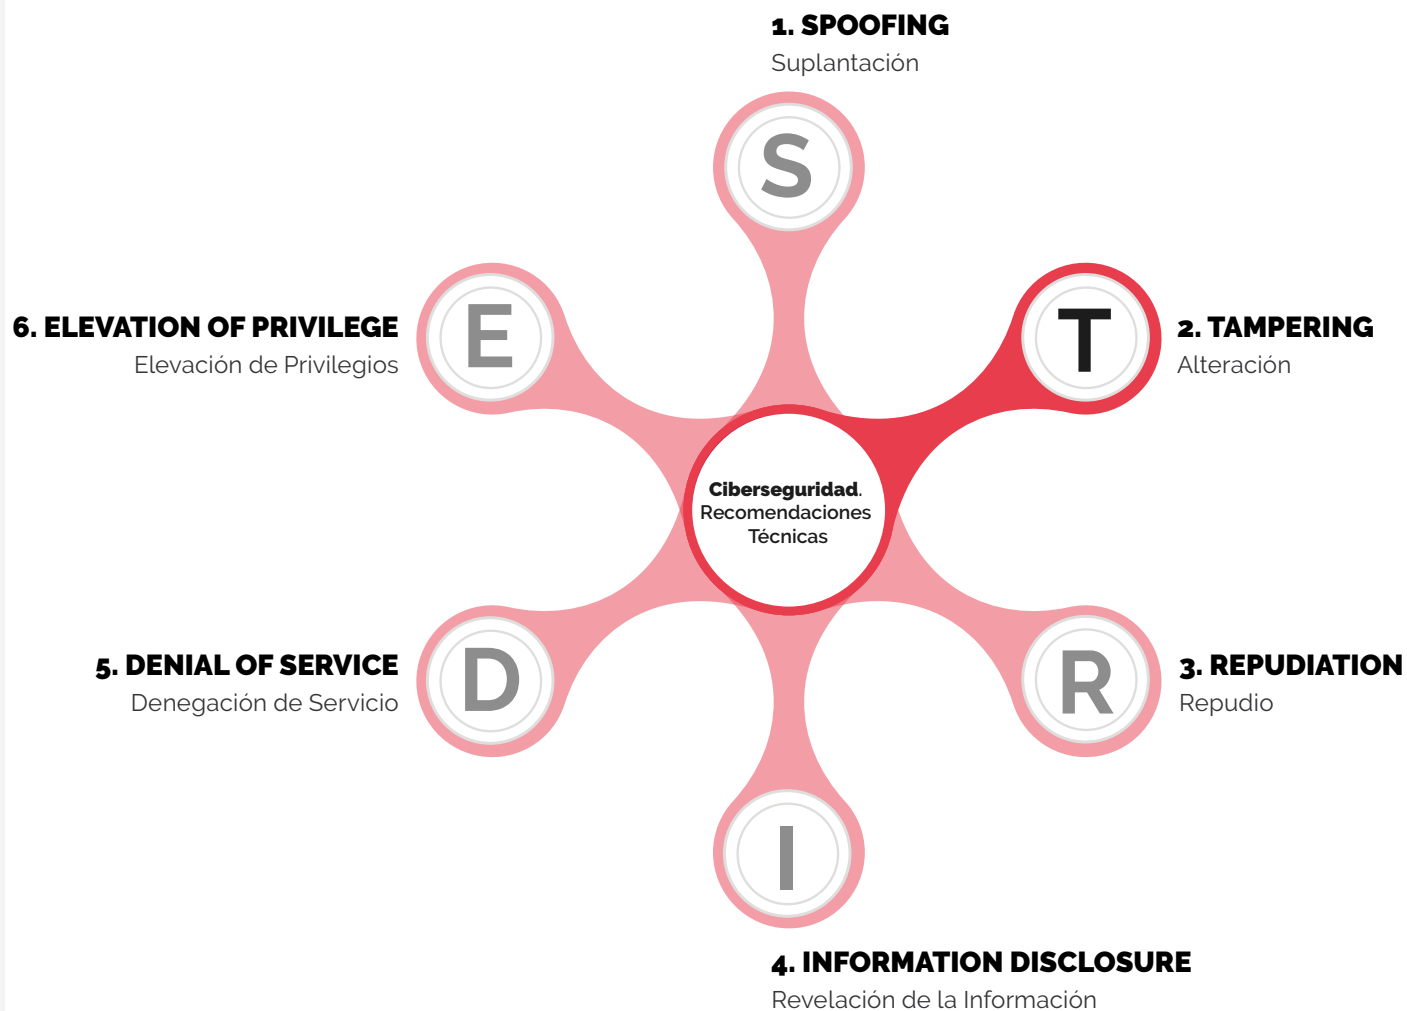 1. SPOOFING
Suplantación
S
E
T
6. ELEVATION OF PRIVILEGE
Elevación de Privilegios
2. TAMPERING
Alteración
Ciberseguridad.
Recomendaciones
Técnicas
5. DENIAL OF SERVICE
Denegación de Servicio
D
R
3. REPUDIATION
Repudio
I
4. INFORMATION DISCLOSURE
Revelación de la Información